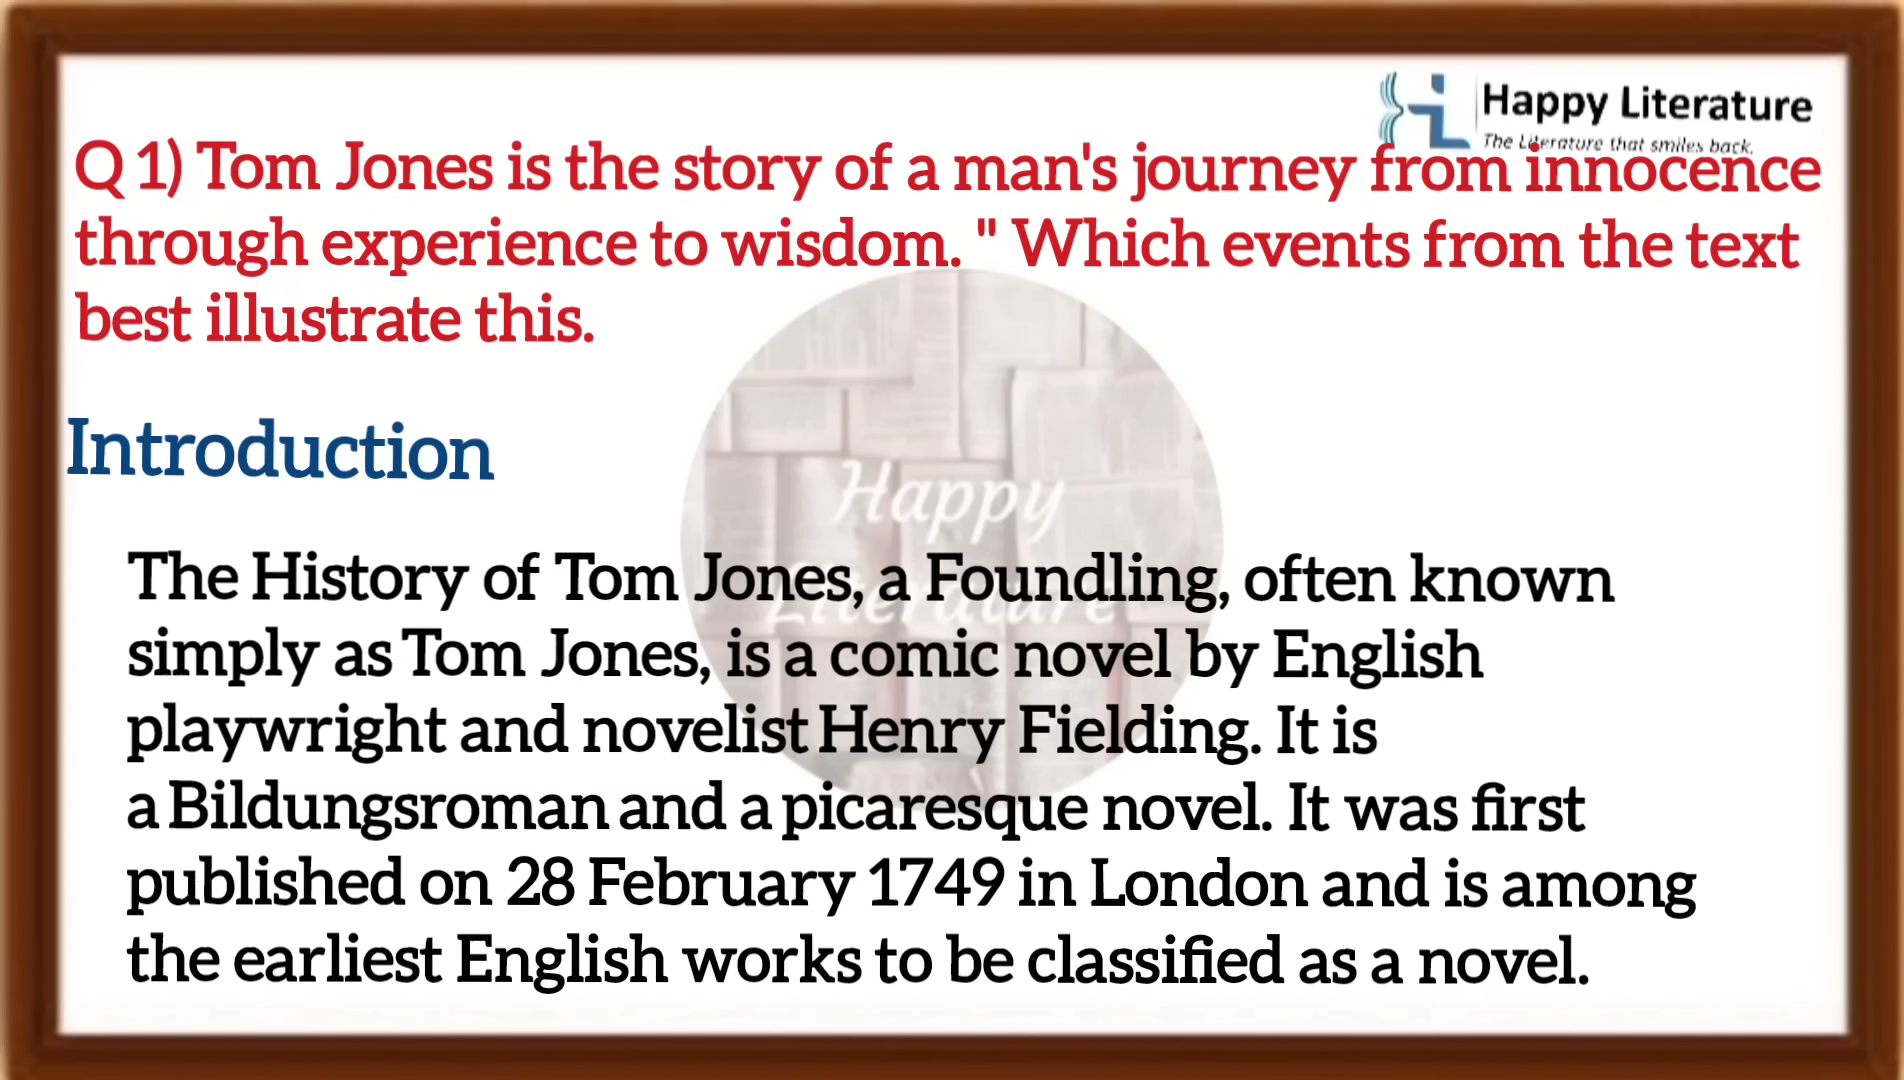 Happy Literature
The Literature that smiles back.
Q 1) Tom Jones is the story of a man's journey from innocence
through experience to wisdom. " Which events from the text
best illustrate this.
Introduction
Happy
Literature
The History of Tom Jones, a Foundling, often known
simply as Tom Jones, is a comic novel by English
playwright and novelist Henry Fielding. It is
a Bildungsroman and a picaresque novel. It was first
published on 28 February 1749 in London and is among
the earliest English works to be classified as a novel.